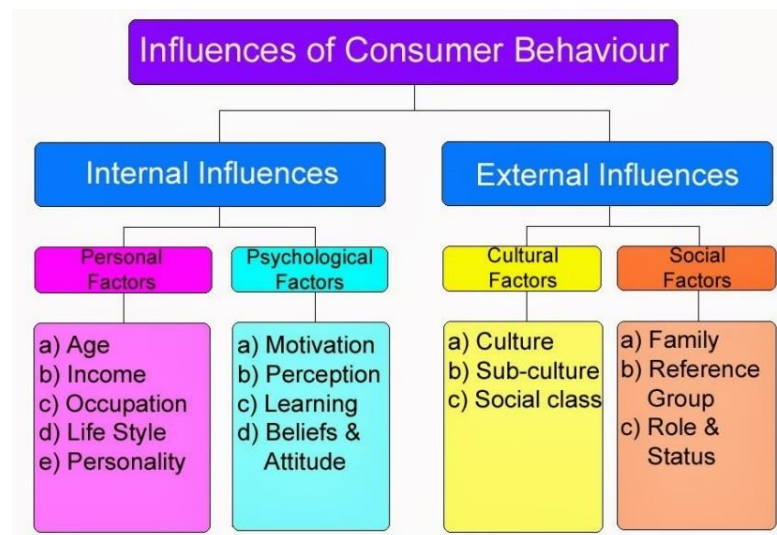 Influences of Consumer Behaviour
Internal Influences
External Influences
Personal
Factors
Psychological
Factors
Cultural
Factors
Social
Factors
a) Age
b) Income
c) Occupation
d) Life Style
e) Personality
a) Motivation
b) Perception
c) Learning
d) Beliefs &
Attitude
a) Culture
b) Sub-culture
c) Social class
a) Family
b) Reference
Group
c) Role &
Status